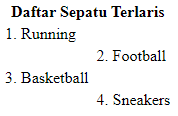 Daftar Sepatu Terlaris
1. Running
2. Football
3. Basketball
4. Sneakers